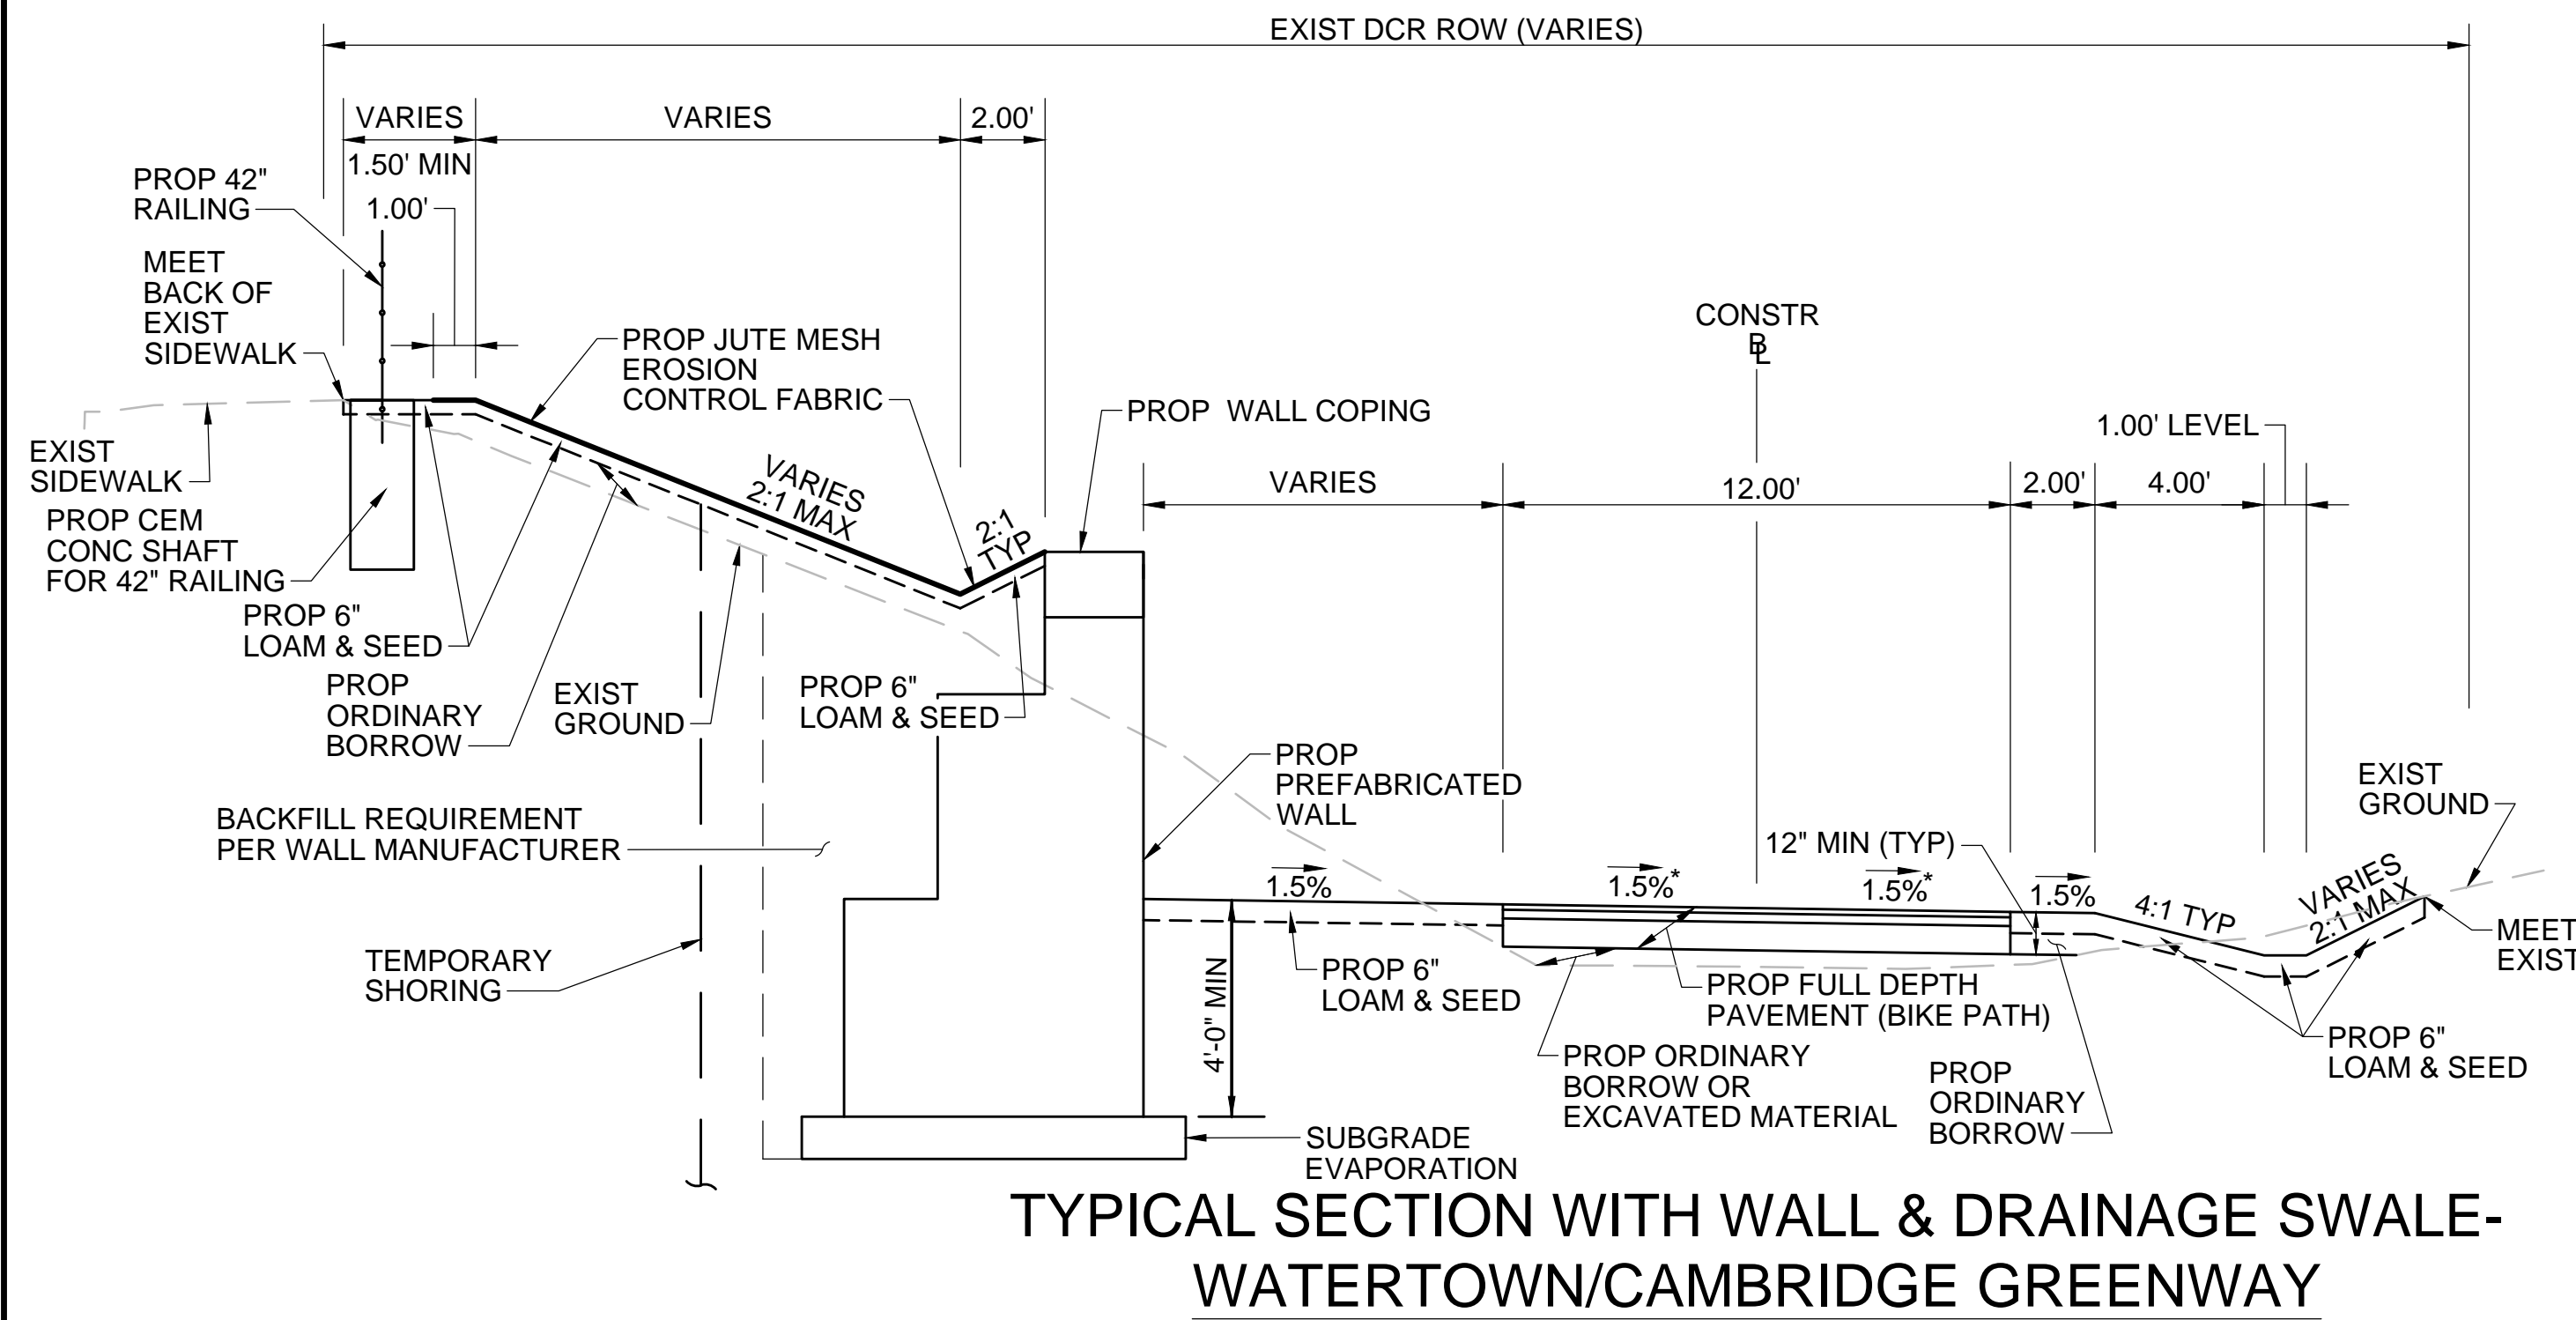 EXIST DCR ROW (VARIES)
VARIES
VARIES
2.00'
1.50' MIN
1.00'
PROP 42"
RAILING
MEET
BACK OF
EXIST
SIDEWALK
PROP JUTE MESH
EROSION
CONTROL FABRIC
CONSTR
BL
PROP WALL COPING
1.00' LEVEL
EXIST
SIDEWALK
VARIES
2:1 MAX
2:1
TYP
VARIES
12.00'
2.00'
4.00'
PROP CEM
CONC SHAFT
FOR 42" RAILING
PROP 6"
LOAM & SEED
PROP
ORDINARY
BORROW
EXIST
GROUND
PROP 6"
LOAM & SEED
PROP
PREFABRICATED
WALL
EXIST
GROUND
BACKFILL REQUIREMENT
PER WALL MANUFACTURER
12" MIN (TYP)
1.5%
1.5%*
1.5%*
1.5%
4:1 TYP
VARIES
2:1 MAX
MEET
EXIST
TEMPORARY
SHORING
4'-0" MIN
PROP 6"
LOAM & SEED
PROP FULL DEPTH
PAVEMENT (BIKE PATH)
PROP ORDINARY
BORROW OR
EXCAVATED MATERIAL
PROP
ORDINARY
BORROW
PROP 6"
LOAM & SEED
SUBGRADE
EVAPORATION
TYPICAL SECTION WITH WALL & DRAINAGE SWALE-
WATERTOWN/CAMBRIDGE GREENWAY